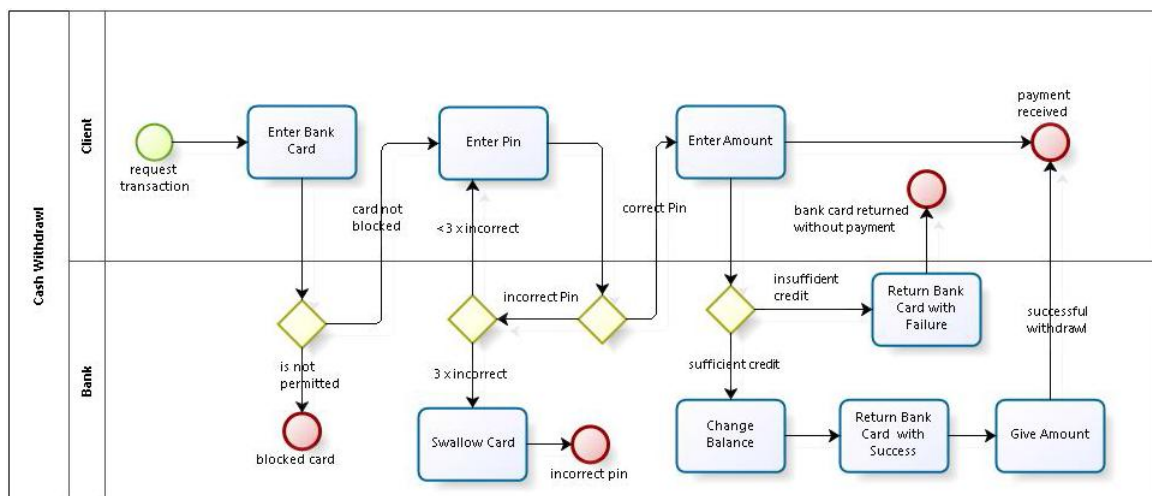 Cash Withdrawl
Client
Bank
request
transaction
Enter Bank
Card
card not
blocked
Enter Pin
<3 x incorrect
correct Pin
Enter Amount
payment
received
bank card returned
without payment
is not
permitted
blocked card
incorrect Pin
3 x incorrect
Swallow Card
incorrect pin
insufficient
credit
Return Bank
Card with
Failure
sufficient credit
Change
Balance
Return Bank
Card with
Success
Give Amount
successful
withdrawl